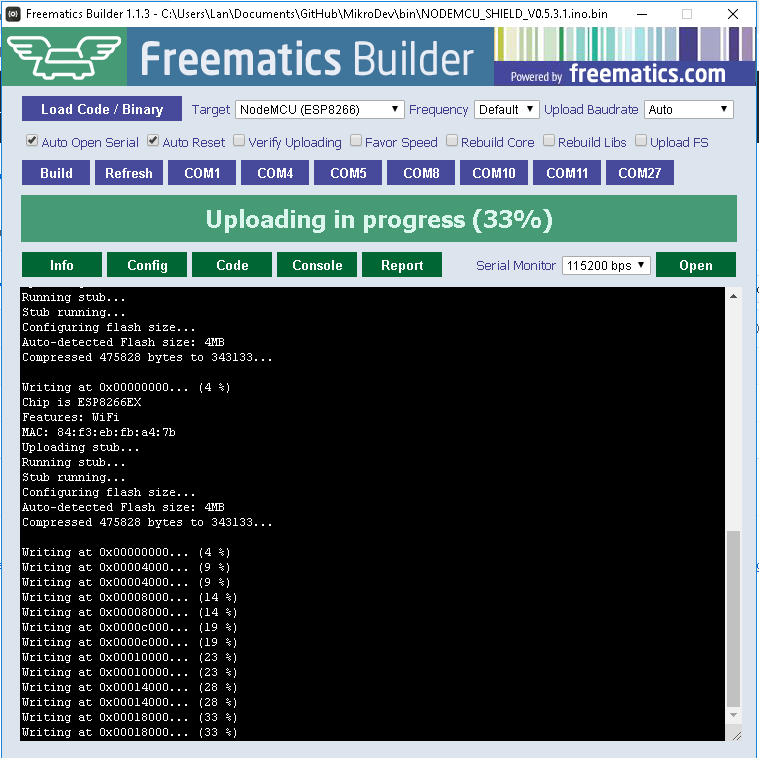 Freematics Builder 1.1.3 - C:\Users\Lan\Documents\GitHub\MikroDev\bin\NODEMCU_SHIELD_V0.5.3.1.ino.bin
Freematics Builder
Powered by freematics.com
Load Code / Binary Target NodeMCU (ESP8266) Frequency Default Upload Baudrate Auto
Auto Open Serial Auto Reset Verify Uploading Favor Speed Rebuild Core Rebuild Libs Upload FS
Build Refresh COM1 COM4 COM5 COM8 COM10 COM11 COM27
Uploading in progress (33%)
Info Config Code Console Report Serial Monitor 115200 bps Open
Running stub...
Stub running...
Configuring flash size...
Auto-detected Flash size: 4MB
Compressed 475828 bytes to 343133...
Writing at 0x00000000... (4 %)
Chip is ESP8266EX
Features: WiFi
MAC: 84:f3:eb:fb:a4:7b
Uploading stub...
Running stub...
Stub running...
Configuring flash size...
Auto-detected Flash size: 4MB
Compressed 475828 bytes to 343133...
Writing at 0x00000000... (4 %)
Writing at 0x00004000... (9 %)
Writing at 0x00004000... (9 %)
Writing at 0x00008000... (14 %)
Writing at 0x00008000... (14 %)
Writing at 0x0000c000... (19 %)
Writing at 0x0000c000... (19 %)
Writing at 0x00010000... (23 %)
Writing at 0x00010000... (23 %)
Writing at 0x00014000... (28 %)
Writing at 0x00014000... (28 %)
Writing at 0x00018000... (33 %)
Writing at 0x00018000... (33 %)